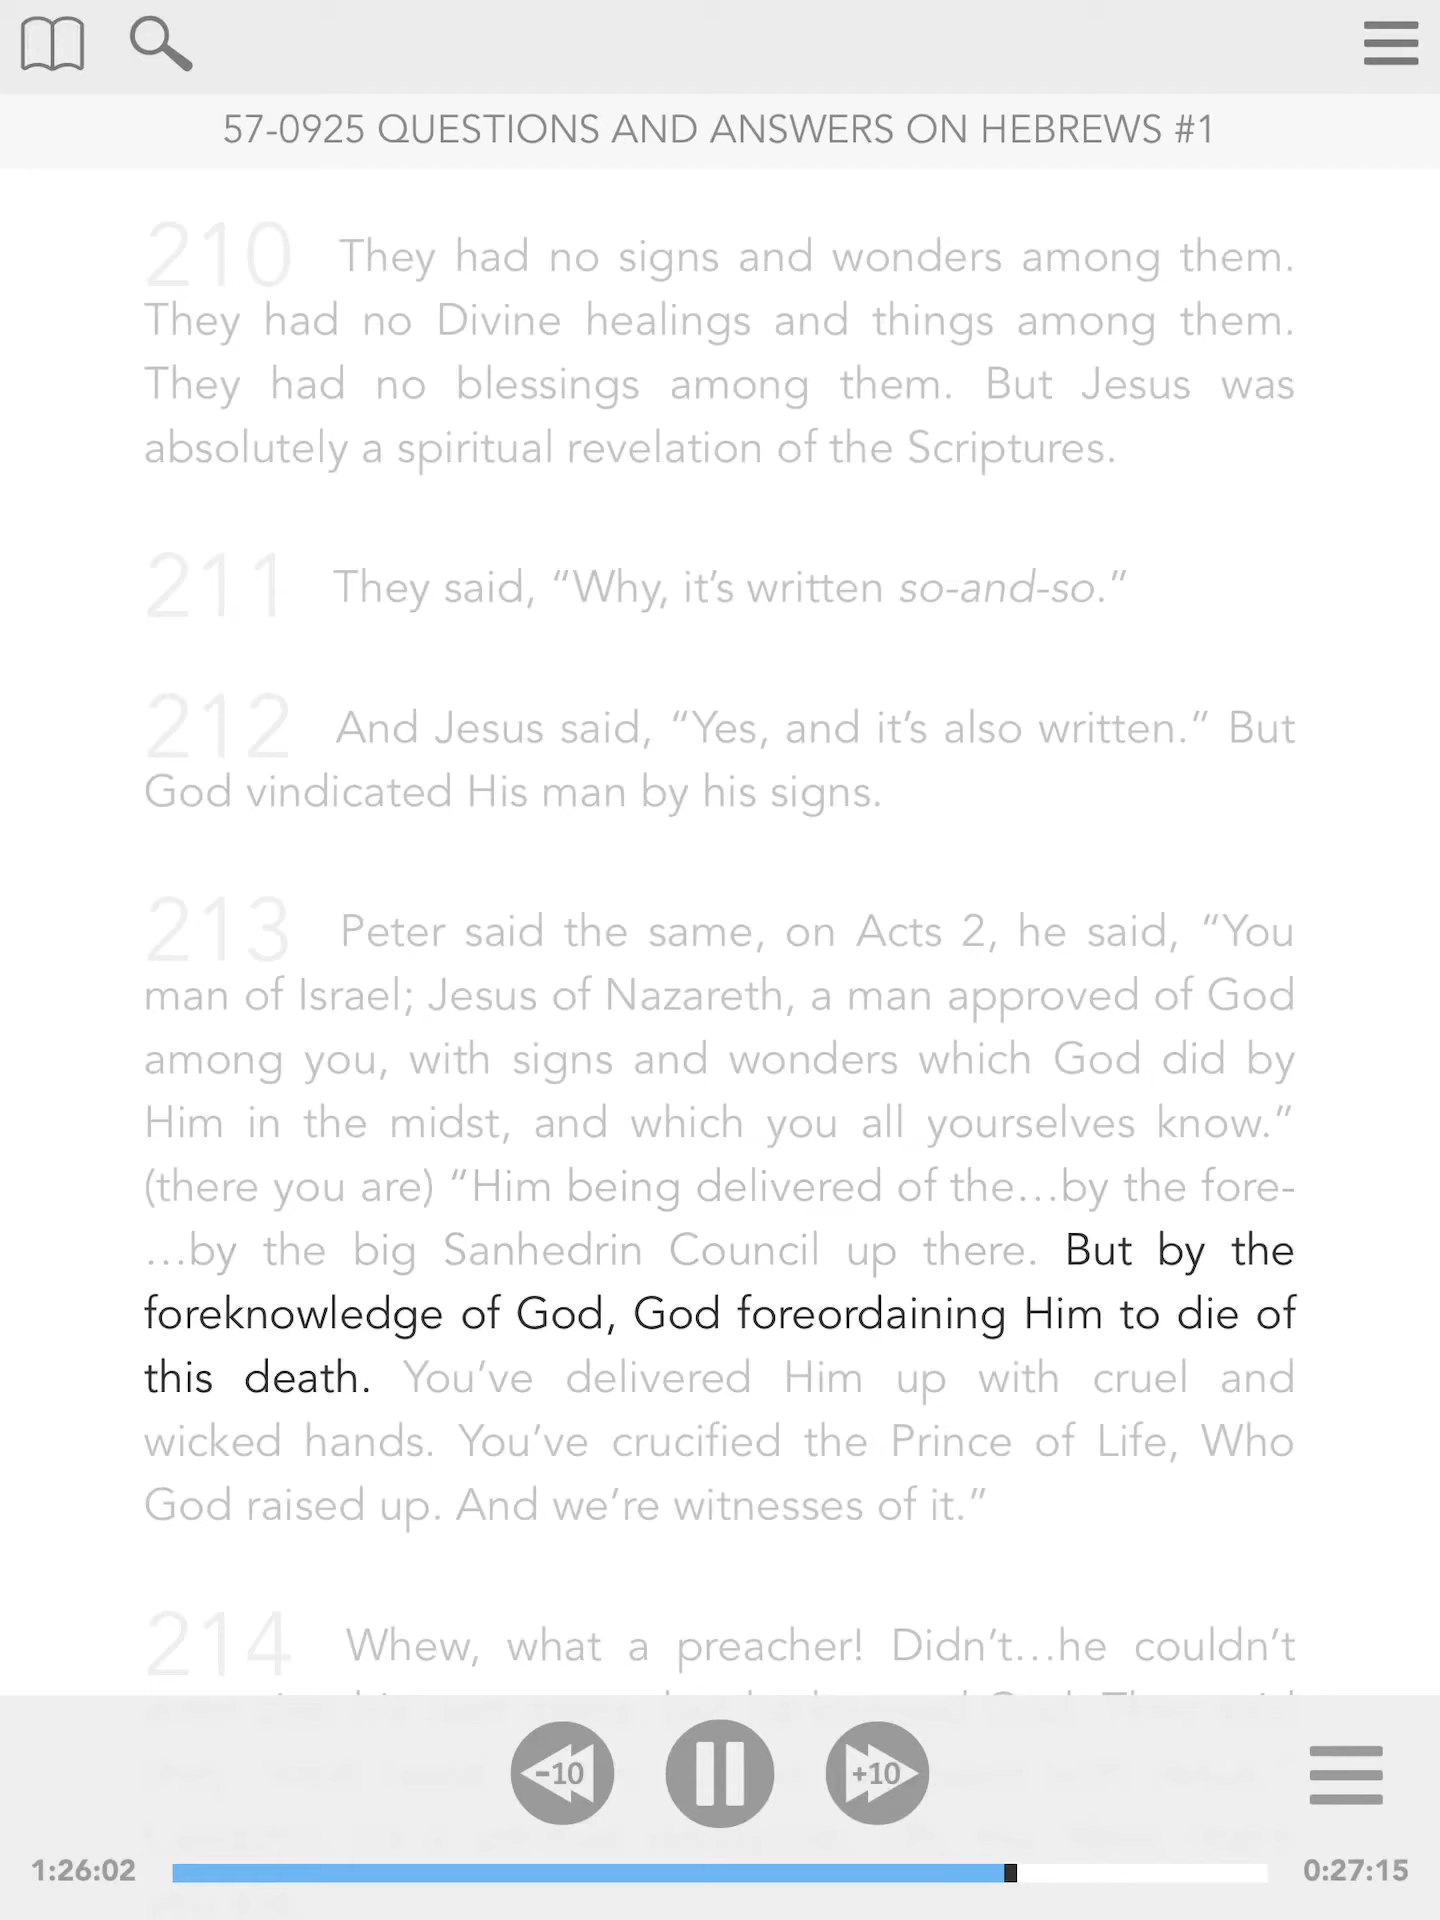 57-0925 QUESTIONS AND ANSWERS ON HEBREWS #1
210 They had no signs and wonders among them.
They had no Divine healings and things among them.
They had no blessings among them. But Jesus was
absolutely a spiritual revelation of the Scriptures.
211 They said, “Why, it’s written so-and-so.”
212 And Jesus said, “Yes, and it’s also written.” But
God vindicated His man by his signs.
213 Peter said the same, on Acts 2, he said, “You
man of Israel; Jesus of Nazareth, a man approved of God
among you, with signs and wonders which God did by
Him in the midst, and which you all yourselves know.”
(there you are) “Him being delivered of the…by the fore-
…by the big Sanhedrin Council up there. But by the
foreknowledge of God, God foreordaining Him to die of
this death. You’ve delivered Him up with cruel and
wicked hands. You’ve crucified the Prince of Life, Who
God raised up. And we’re witnesses of it.”
214 Whew, what a preacher! Didn’t…he couldn’t
-10 +10
1:26:02 0:27:15